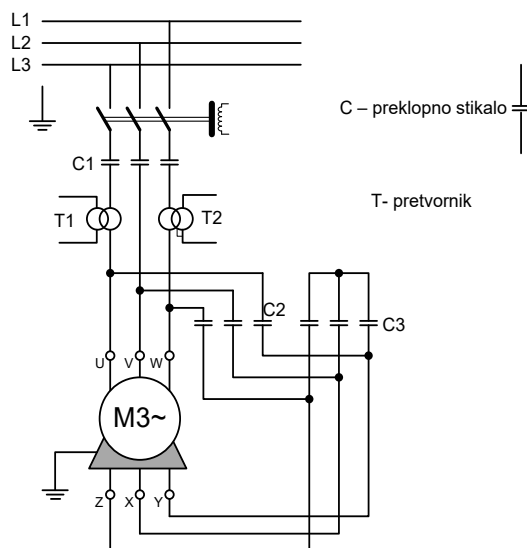 L1
L2
L3
C – preklopno stikalo
C1
T- pretvornik
T1
T2
C2
C3
U
V
W
M3~
Z
X
Y